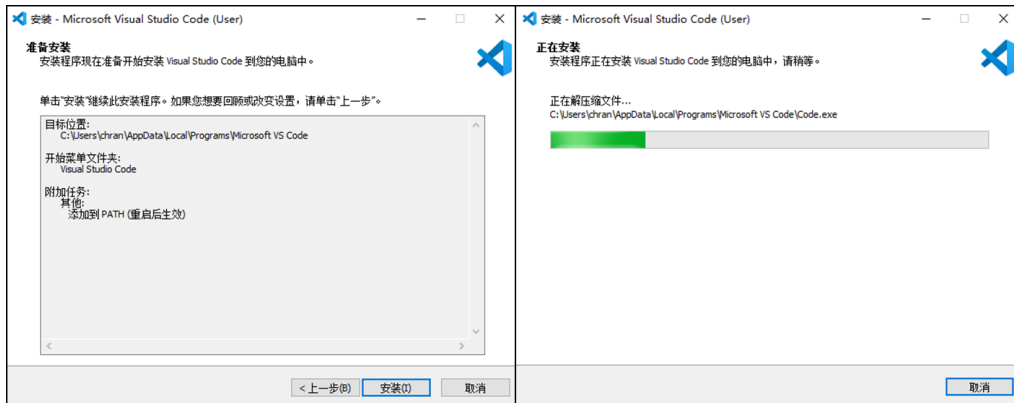 安装 - Microsoft Visual Studio Code (User)
准备安装
安装程序现在准备开始安装 Visual Studio Code 到您的电脑中。
单击“安装”继续此安装程序。如果您想要回顾或改变设置，请单击“上一步”。
目标位置:
C:\Users\chran\AppData\Local\Programs\Microsoft VS Code
开始菜单文件夹:
Visual Studio Code
附加任务:
其他:
添加到 PATH (重启后生效)
< 上一步(B)
安装(I)
取消
安装 - Microsoft Visual Studio Code (User)
正在安装
安装程序正在安装 Visual Studio Code 到您的电脑中，请稍等。
正在解压缩文件...
C:\Users\chran\AppData\Local\Programs\Microsoft VS Code\Code.exe
取消